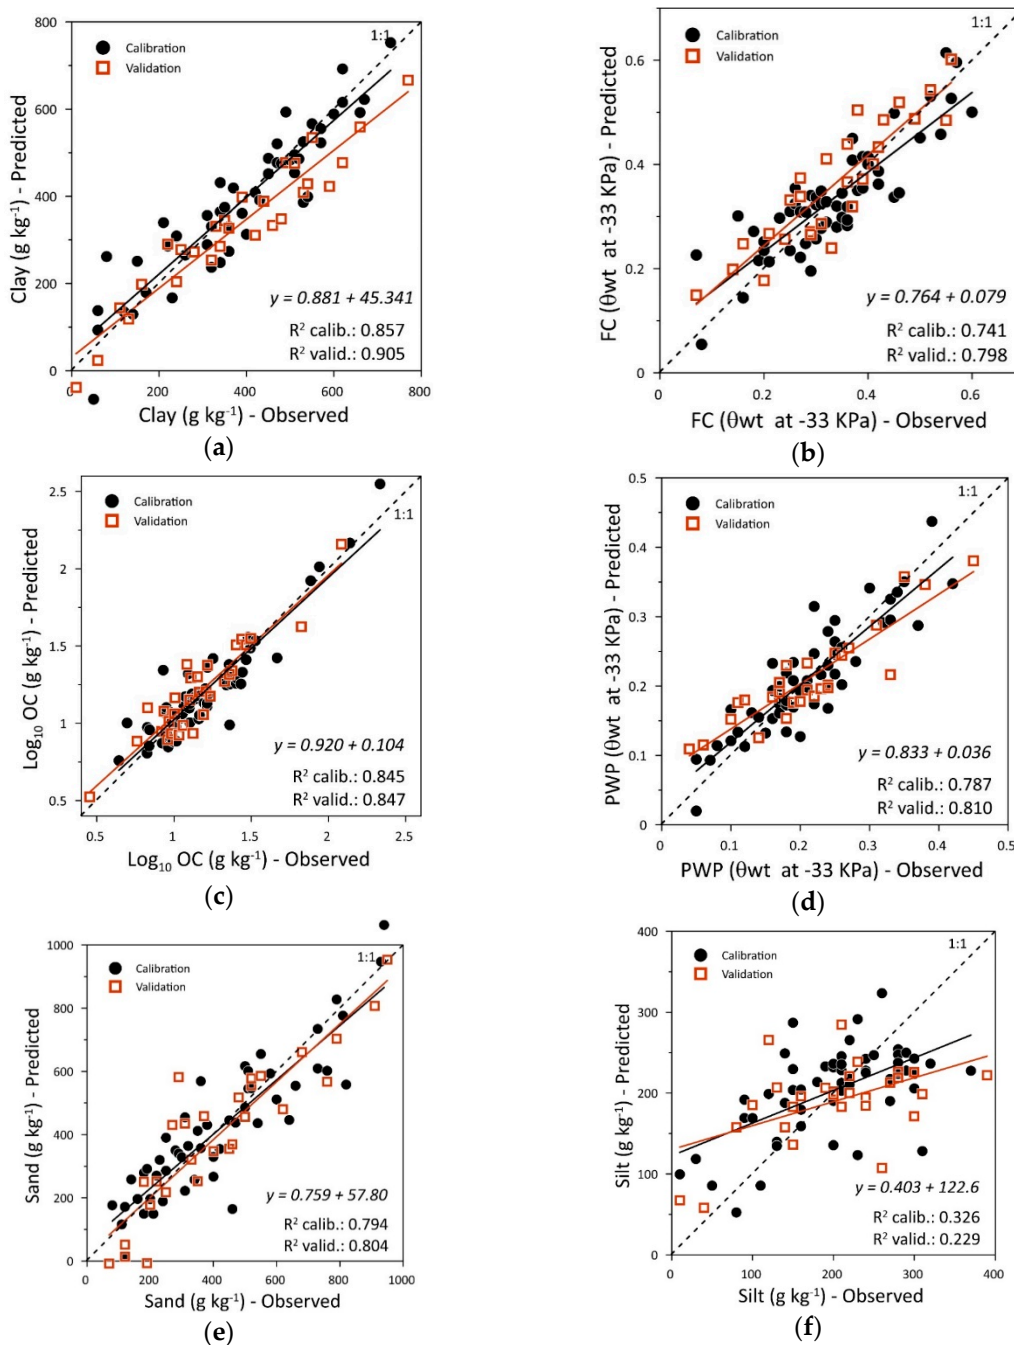 800
600
400
200
0
0
200
400
600
800
1:1
Calibration
Validation
y = 0.881 + 45.341
R² calib.: 0.857
R² valid.: 0.905
Clay (g kg⁻¹) - Predicted
Clay (g kg⁻¹) - Observed
(a)
0.6
0.4
0.2
0
0
0.2
0.4
0.6
1:1
Calibration
Validation
y = 0.764 + 0.079
R² calib.: 0.741
R² valid.: 0.798
FC (θwt at -33 KPa) - Predicted
FC (θwt at -33 KPa) - Observed
(b)
2.5
2
1.5
1
0.5
0.5
1.0
1.5
2.0
2.5
1:1
Calibration
Validation
y = 0.920 + 0.104
R² calib.: 0.845
R² valid.: 0.847
Log₁₀ OC (g kg⁻¹) - Predicted
Log₁₀ OC (g kg⁻¹) - Observed
(c)
0.5
0.4
0.3
0.2
0.1
0
0
0.1
0.2
0.3
0.4
0.5
1:1
Calibration
Validation
y = 0.833 + 0.036
R² calib.: 0.787
R² valid.: 0.810
PWP (θwt at -33 KPa) - Predicted
PWP (θwt at -33 KPa) - Observed
(d)
1000
800
600
400
200
0
0
200
400
600
800
1000
1:1
Calibration
Validation
y = 0.759 + 57.80
R² calib.: 0.794
R² valid.: 0.804
Sand (g kg⁻¹) - Predicted
Sand (g kg⁻¹) - Observed
(e)
400
300
200
100
0
0
100
200
300
400
1:1
Calibration
Validation
y = 0.403 + 122.6
R² calib.: 0.326
R² valid.: 0.229
Silt (g kg⁻¹) - Predicted
Silt (g kg⁻¹) - Observed
(f)